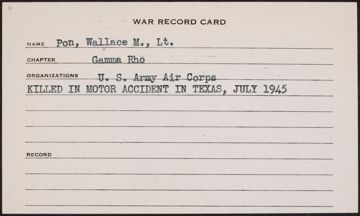 WAR RECORD CARD
NAME Pon, Wallace M., Lt.
CHAPTER Gamma Rho
ORGANIZATIONS U. S. Army Air Corps
KILLED IN MOTOR ACCIDENT IN TEXAS, JULY 1945
RECORD